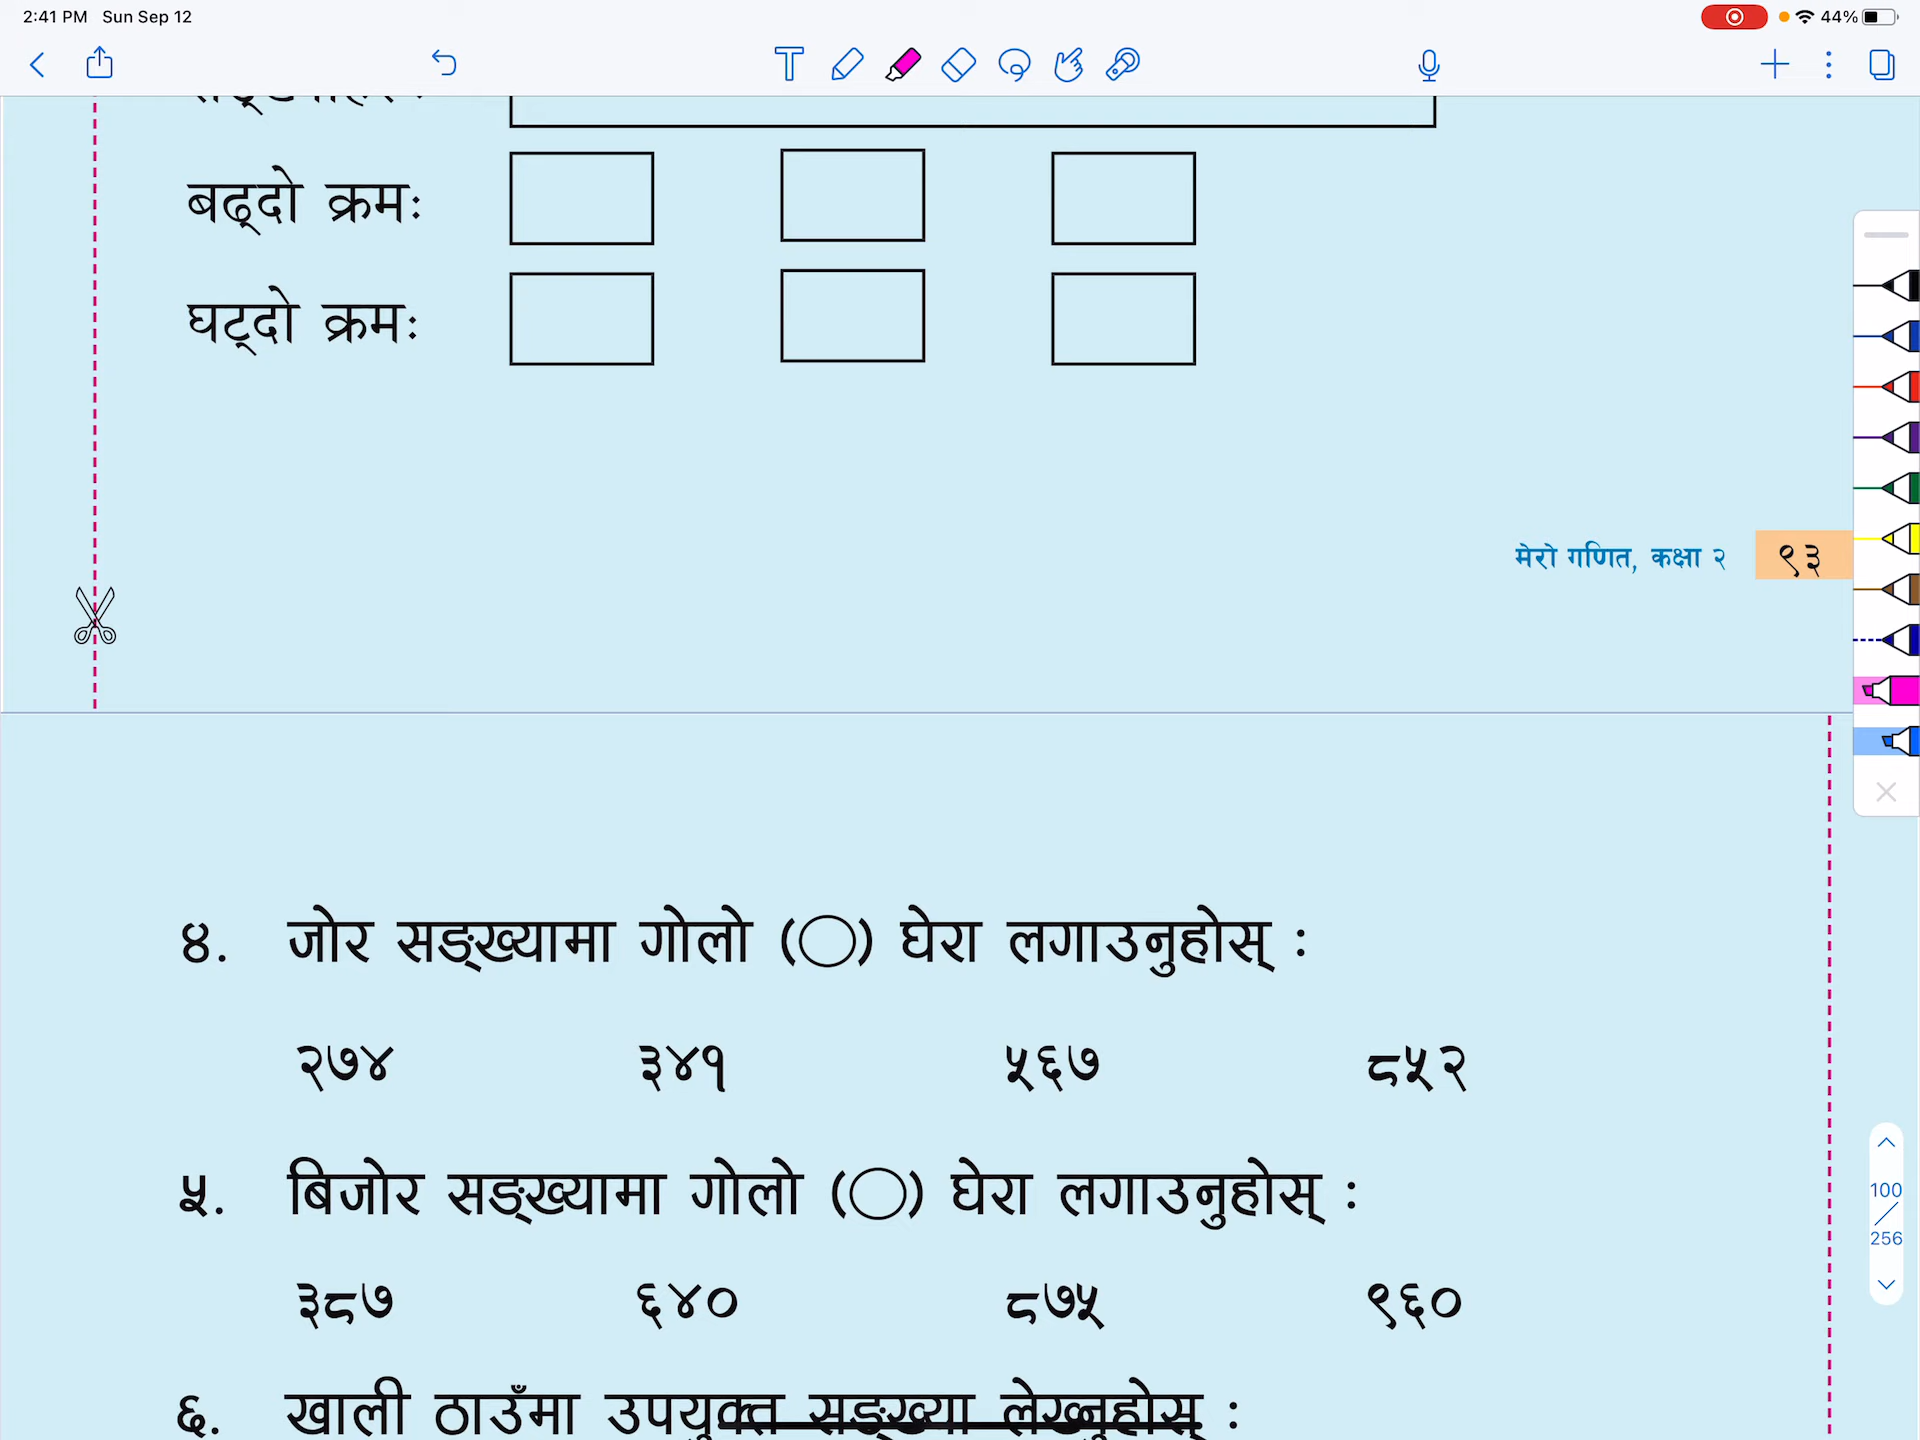 2:41 PM Sun Sep 12
44%
बढ्दो क्रमः
घट्दो क्रमः
मेरो गणित, कक्षा २ ९३
४. जोर सङ्ख्यामा गोलो (◯) घेरा लगाउनुहोस् :
२७४ ३४१ ५६७ ८५२
५. बिजोर सङ्ख्यामा गोलो (◯) घेरा लगाउनुहोस् :
३८७ ६४० ८७५ ९६०
६. खाली ठाउँमा उपयुक्त सङ्ख्या लेख्नुहोस् :
100
256